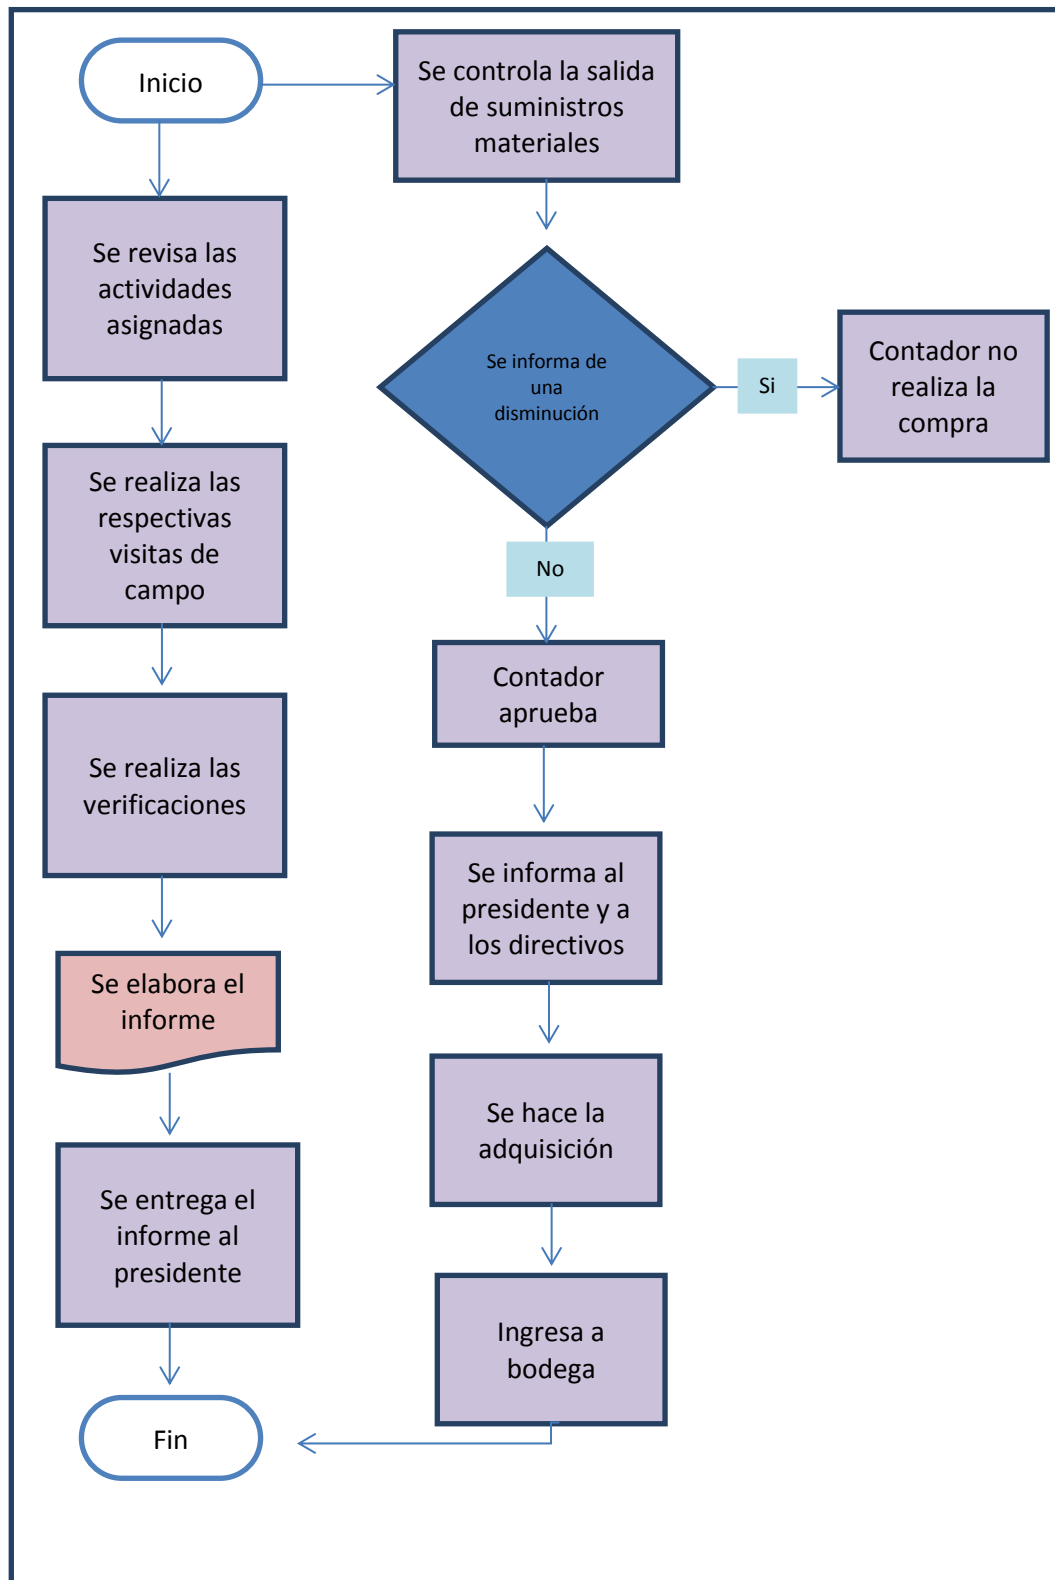 Inicio
Se controla la salida
de suministros
materiales
Se revisa las
actividades
asignadas
Se informa de
una
disminución
Si
Contador no
realiza la
compra
Se realiza las
respectivas
visitas de
campo
No
Contador
aprueba
Se realiza las
verificaciones
Se informa al
presidente y a
los directivos
Se elabora el
informe
Se hace la
adquisición
Se entrega el
informe al
presidente
Ingresa a
bodega
Fin